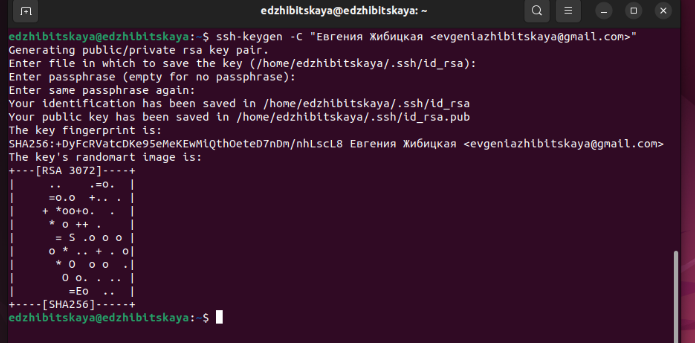 edzhibitskaya@edzhibitskaya: ~
edzhibitskaya@edzhibitskaya:~$ ssh-keygen -C "Евгения Жибицкая <evgeniazhibitskaya@gmail.com>"
Generating public/private rsa key pair.
Enter file in which to save the key (/home/edzhibitskaya/.ssh/id_rsa):
Enter passphrase (empty for no passphrase):
Enter same passphrase again:
Your identification has been saved in /home/edzhibitskaya/.ssh/id_rsa
Your public key has been saved in /home/edzhibitskaya/.ssh/id_rsa.pub
The key fingerprint is:
SHA256:+DyFcRVatcDKe95eMeKEwMiQthOeteD7nDm/nhLscL8 Евгения Жибицкая <evgeniazhibitskaya@gmail.com>
The key's randomart image is:
+---[RSA 3072]----+
|     ..    .=o.  |
|     =o.o  +.. . |
|    + *oo+o.  .  |
|     * o ++ .    |
|      = S .o o o |
|     o * .. + . o|
|      * O  o o  .|
|       O o. . .. |
|        =Eo  ..  |
+----[SHA256]-----+
edzhibitskaya@edzhibitskaya:~$